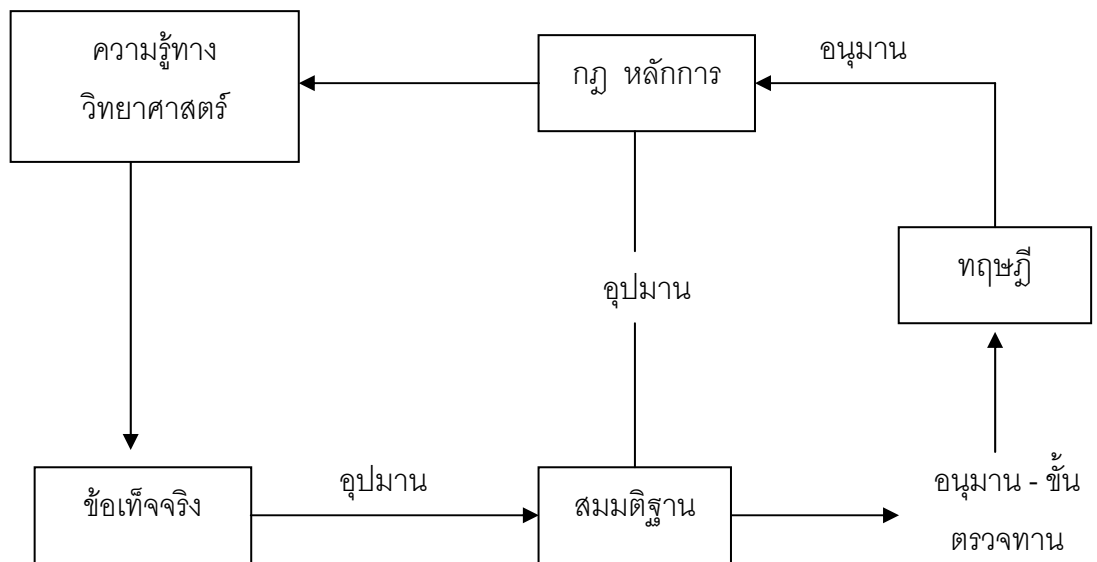 ความรู้ทาง
วิทยาศาสตร์
กฎ หลักการ
อนุมาน
ทฤษฎี
อุปมาน
ข้อเท็จจริง
อุปมาน
สมมติฐาน
อนุมาน - ขั้น
ตรวจทาน